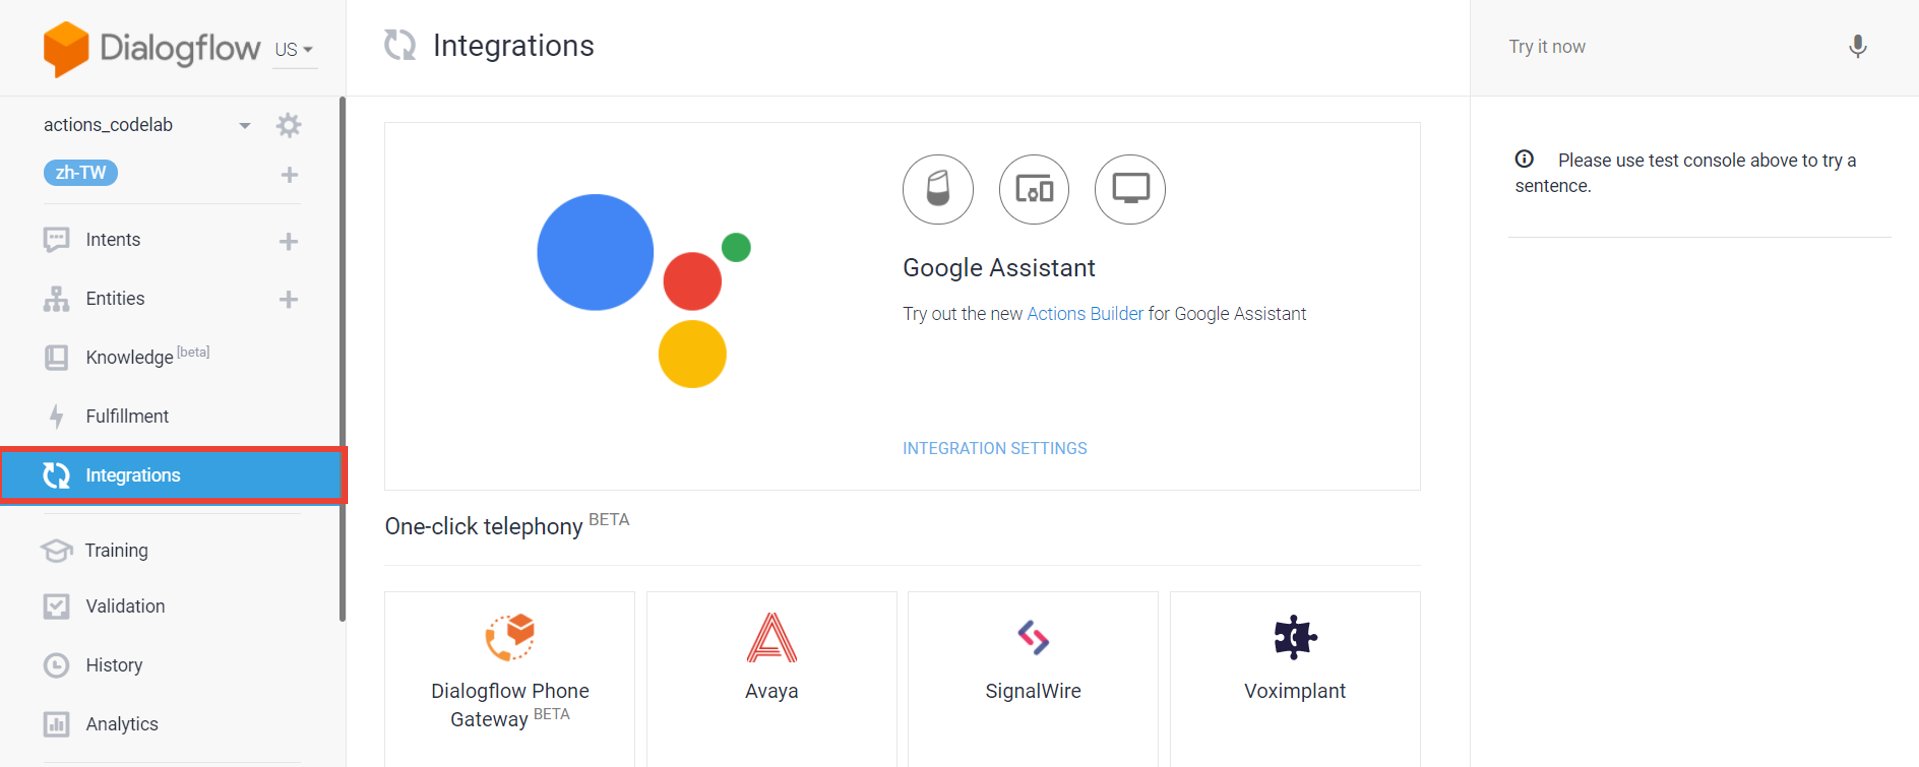 Dialogflow US
Integrations
Try it now
actions_codelab
zh-TW
Intents
Entities
Knowledge [beta]
Fulfillment
Integrations
Training
Validation
History
Analytics
Google Assistant
Try out the new Actions Builder for Google Assistant
INTEGRATION SETTINGS
One-click telephony BETA
Dialogflow Phone
Gateway BETA
Avaya
SignalWire
Voximplant
Please use test console above to try a
sentence.